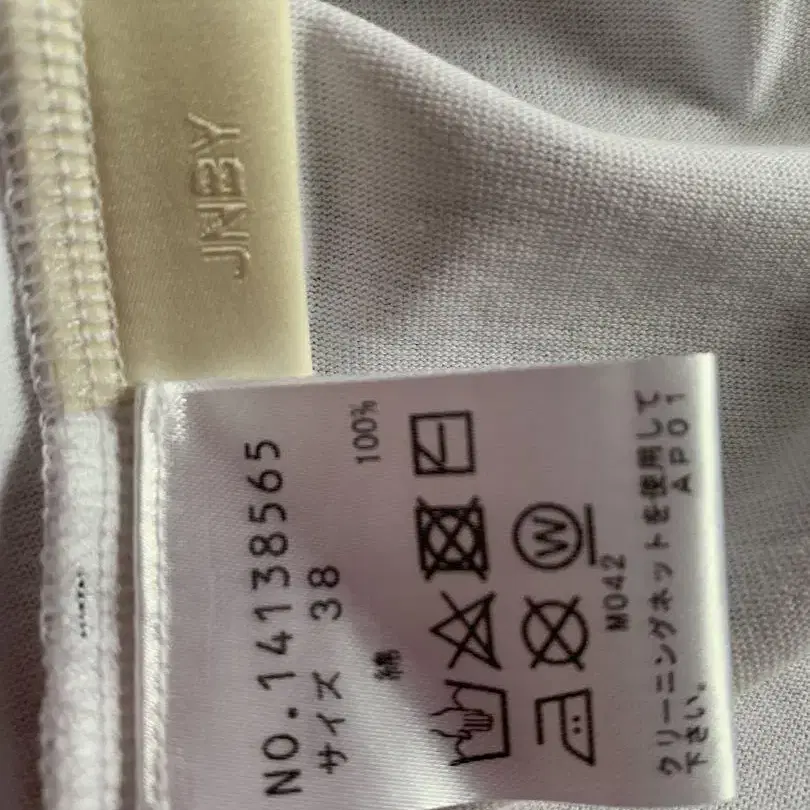 JNBY
NO.14138565
サイズ 38
綿 100%
W
M042
クリーニングネットを使用して
下さい。 AP01